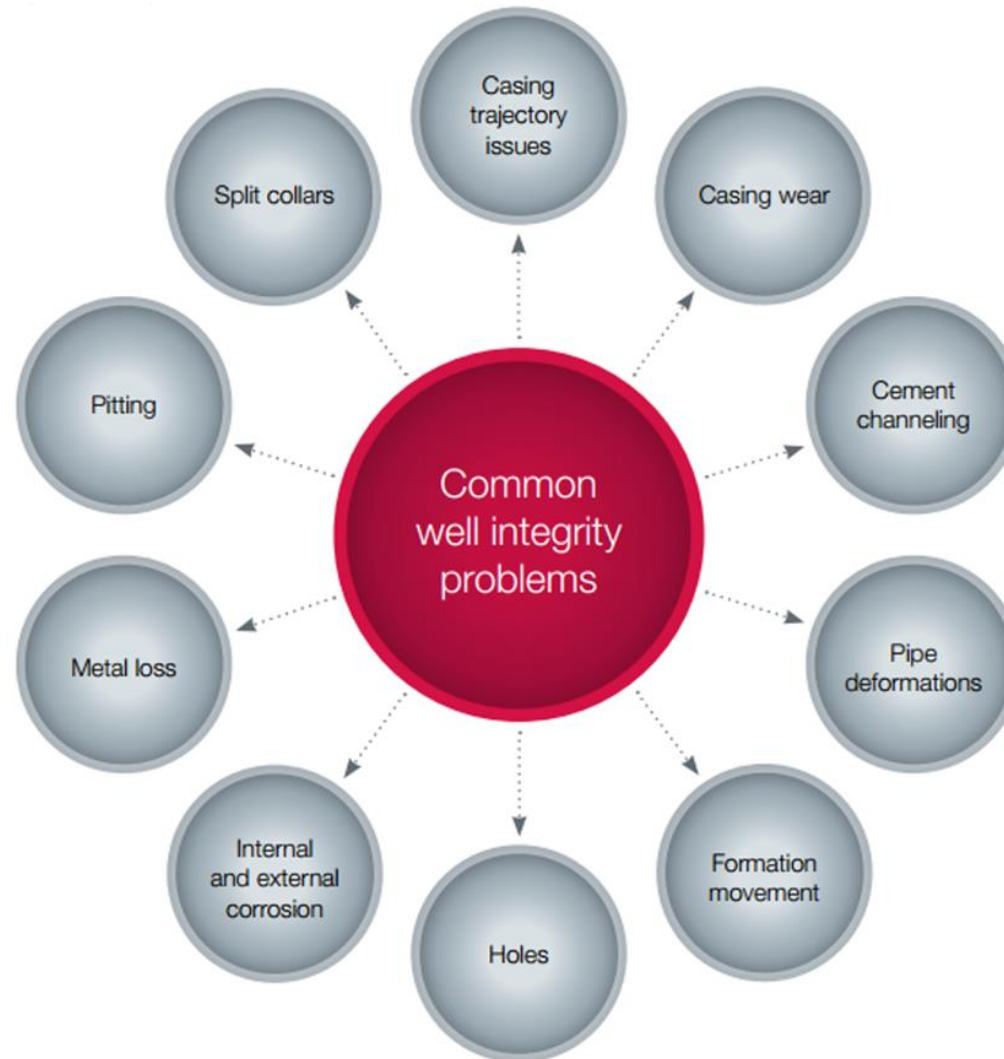 Casing
trajectory
issues
Split collars
Casing wear
Pitting
Cement
channeling
Common
well integrity
problems
Metal loss
Pipe
deformations
Internal
and external
corrosion
Formation
movement
Holes